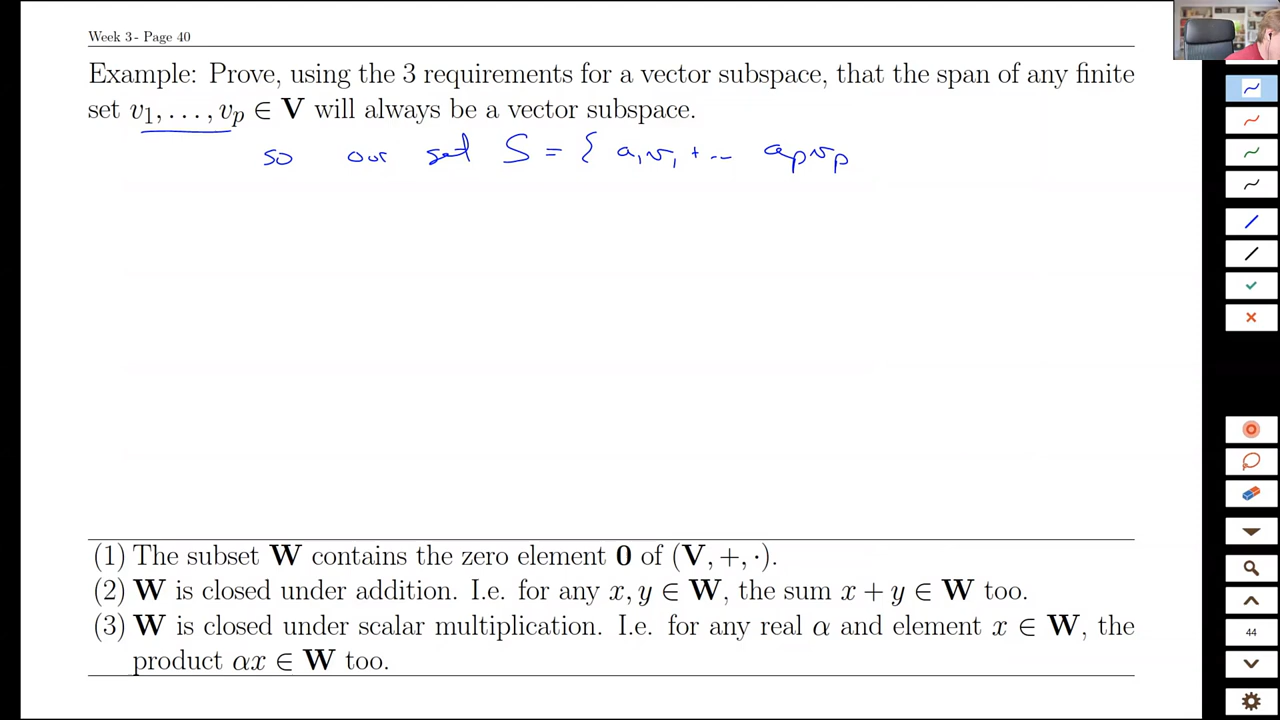 Week 3 - Page 40
Example: Prove, using the 3 requirements for a vector subspace, that the span of any finite
set v₁, . . . , vₚ ∈ V will always be a vector subspace.
so our set S = { a₁v₁ + ... aₚvₚ
(1) The subset W contains the zero element 0 of (V, +, ·).
(2) W is closed under addition. I.e. for any x, y ∈ W, the sum x + y ∈ W too.
(3) W is closed under scalar multiplication. I.e. for any real α and element x ∈ W, the
product αx ∈ W too.
44